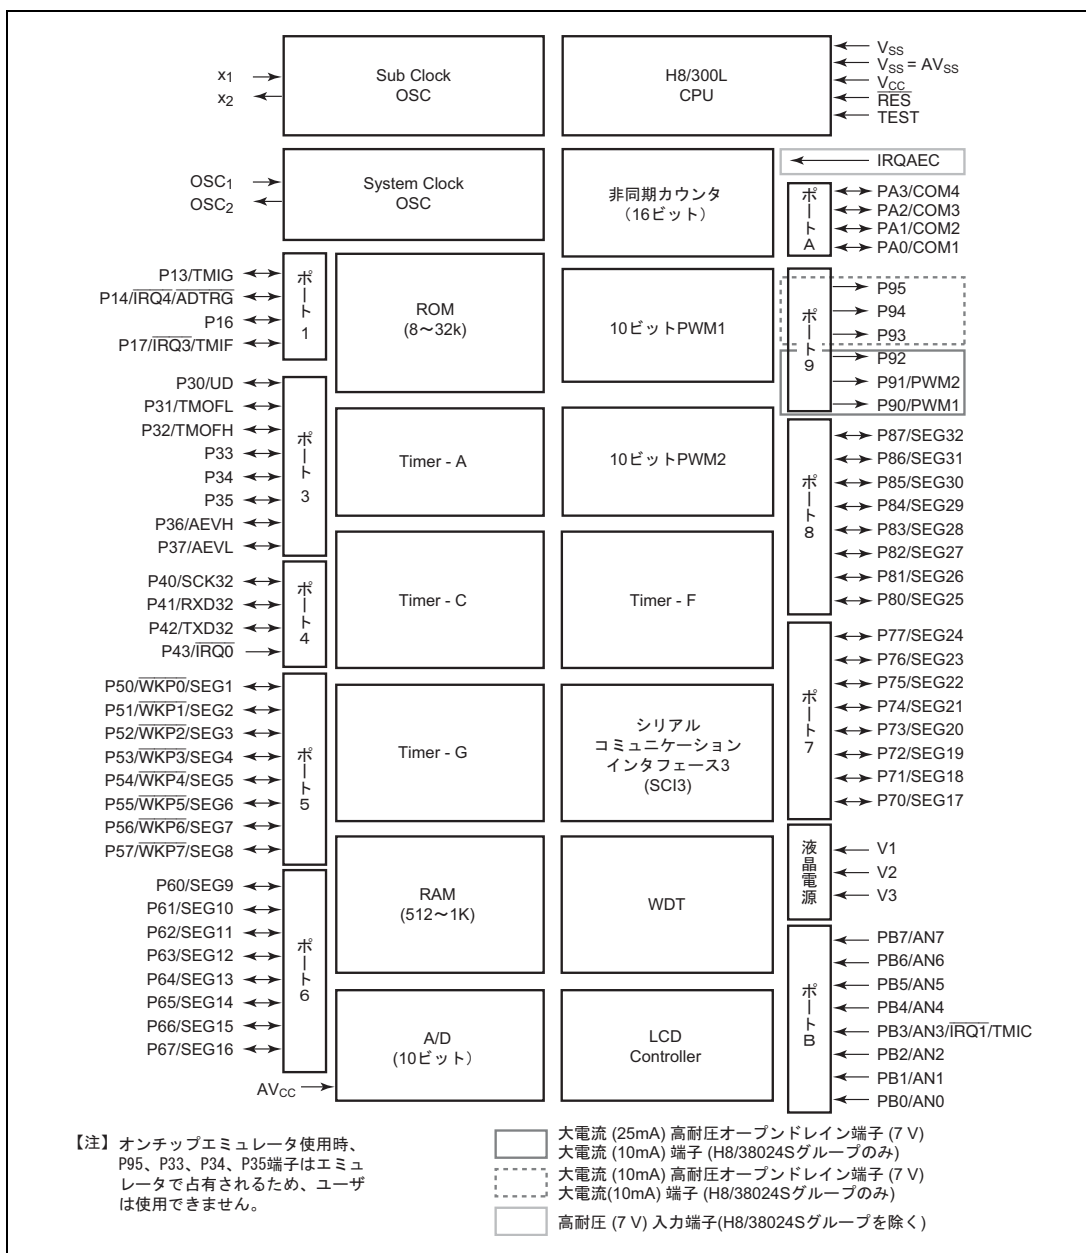 x1
x2
Sub Clock
OSC
H8/300L
CPU
VSS
VSS = AVSS
VCC
RES
TEST
OSC1
OSC2
System Clock
OSC
非同期カウンタ
（16ビット）
IRQAEC
ポートA
PA3/COM4
PA2/COM3
PA1/COM2
PA0/COM1
P13/TMIG
P14/IRQ4/ADTRG
P16
P17/IRQ3/TMIF
ポート1
ROM
(8～32k)
10ビットPWM1
ポート9
P95
P94
P93
P92
P91/PWM2
P90/PWM1
P30/UD
P31/TMOFL
P32/TMOFH
P33
P34
P35
P36/AEVH
P37/AEVL
ポート3
Timer - A
10ビットPWM2
ポート8
P87/SEG32
P86/SEG31
P85/SEG30
P84/SEG29
P83/SEG28
P82/SEG27
P81/SEG26
P80/SEG25
P40/SCK32
P41/RXD32
P42/TXD32
P43/IRQ0
ポート4
Timer - C
Timer - F
ポート7
P77/SEG24
P76/SEG23
P75/SEG22
P74/SEG21
P73/SEG20
P72/SEG19
P71/SEG18
P70/SEG17
P50/WKP0/SEG1
P51/WKP1/SEG2
P52/WKP2/SEG3
P53/WKP3/SEG4
P54/WKP4/SEG5
P55/WKP5/SEG6
P56/WKP6/SEG7
P57/WKP7/SEG8
ポート5
Timer - G
シリアル
コミュニケーション
インタフェース3
(SCI3)
液晶電源
V1
V2
V3
P60/SEG9
P61/SEG10
P62/SEG11
P63/SEG12
P64/SEG13
P65/SEG14
P66/SEG15
P67/SEG16
ポート6
RAM
(512～1K)
WDT
ポートB
PB7/AN7
PB6/AN6
PB5/AN5
PB4/AN4
PB3/AN3/IRQ1/TMIC
PB2/AN2
PB1/AN1
PB0/AN0
AVCC
A/D
(10ビット）
LCD
Controller
【注】オンチップエミュレータ使用時、
P95、P33、P34、P35端子はエミュ
レータで占有されるため、ユーザ
は使用できません。
大電流 (25mA) 高耐圧オープンドレイン端子 (7 V)
大電流 (10mA) 端子 (H8/38024Sグループのみ)
大電流 (10mA) 高耐圧オープンドレイン端子 (7 V)
大電流(10mA) 端子 (H8/38024Sグループのみ)
高耐圧 (7 V) 入力端子(H8/38024Sグループを除く)